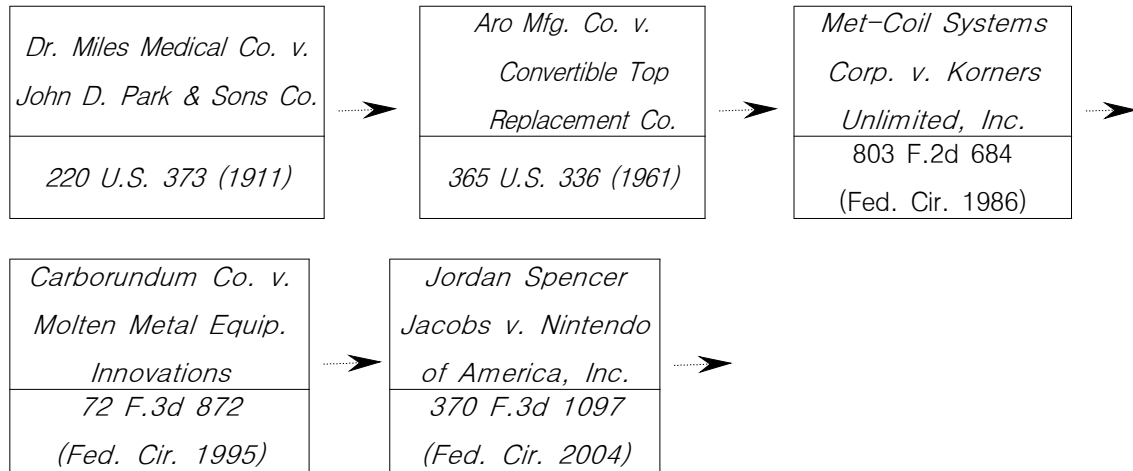 Dr. Miles Medical Co. v.
John D. Park & Sons Co.
220 U.S. 373 (1911)
Aro Mfg. Co. v.
Convertible Top
Replacement Co.
365 U.S. 336 (1961)
Met-Coil Systems
Corp. v. Korners
Unlimited, Inc.
803 F.2d 684
(Fed. Cir. 1986)
Carborundum Co. v.
Molten Metal Equip.
Innovations
72 F.3d 872
(Fed. Cir. 1995)
Jordan Spencer
Jacobs v. Nintendo
of America, Inc.
370 F.3d 1097
(Fed. Cir. 2004)